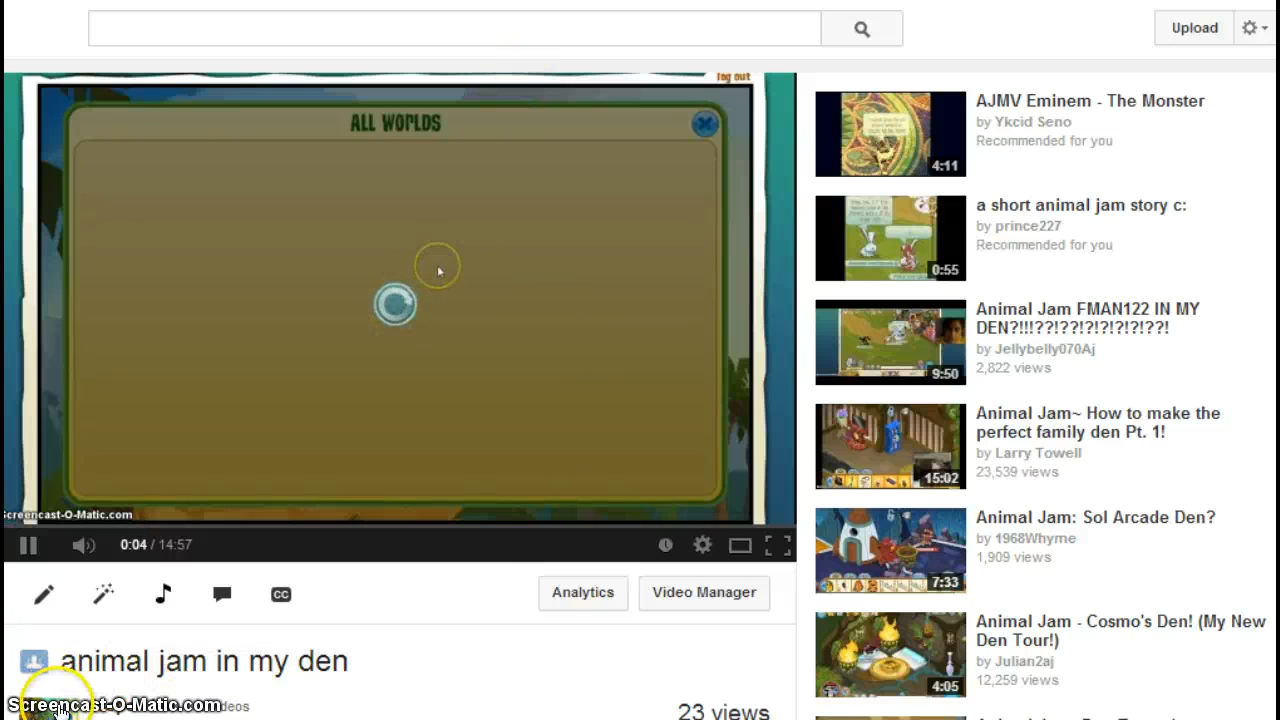 Upload
log out
ALL WORLDS
Screencast-O-Matic.com
0:04 / 14:57
CC
Analytics
Video Manager
animal jam in my den
Screencast-O-Matic.com
deos
23 views
AJMV Eminem - The Monster
by Ykcid Seno
Recommended for you
4:11
a short animal jam story c:
by prince227
Recommended for you
0:55
Animal Jam FMAN122 IN MY
DEN?!!!??!??!?!?!?!?!??!
by Jellybelly070Aj
2,822 views
9:50
Animal Jam~ How to make the
perfect family den Pt. 1!
by Larry Towell
23,539 views
15:02
Animal Jam: Sol Arcade Den?
by 1968Whyme
1,909 views
7:33
Animal Jam - Cosmo's Den! (My New
Den Tour!)
by Julian2aj
12,259 views
4:05